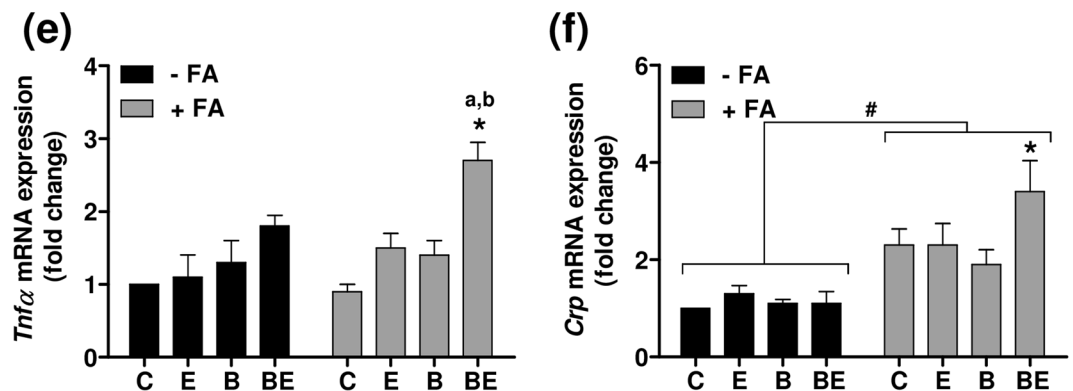 (e)
Tnfα mRNA expression
(fold change)
4
3
2
1
0
- FA
+ FA
a,b
*
C E B BE C E B BE
(f)
Crp mRNA expression
(fold change)
6
4
2
0
- FA
+ FA
#
*
C E B BE C E B BE